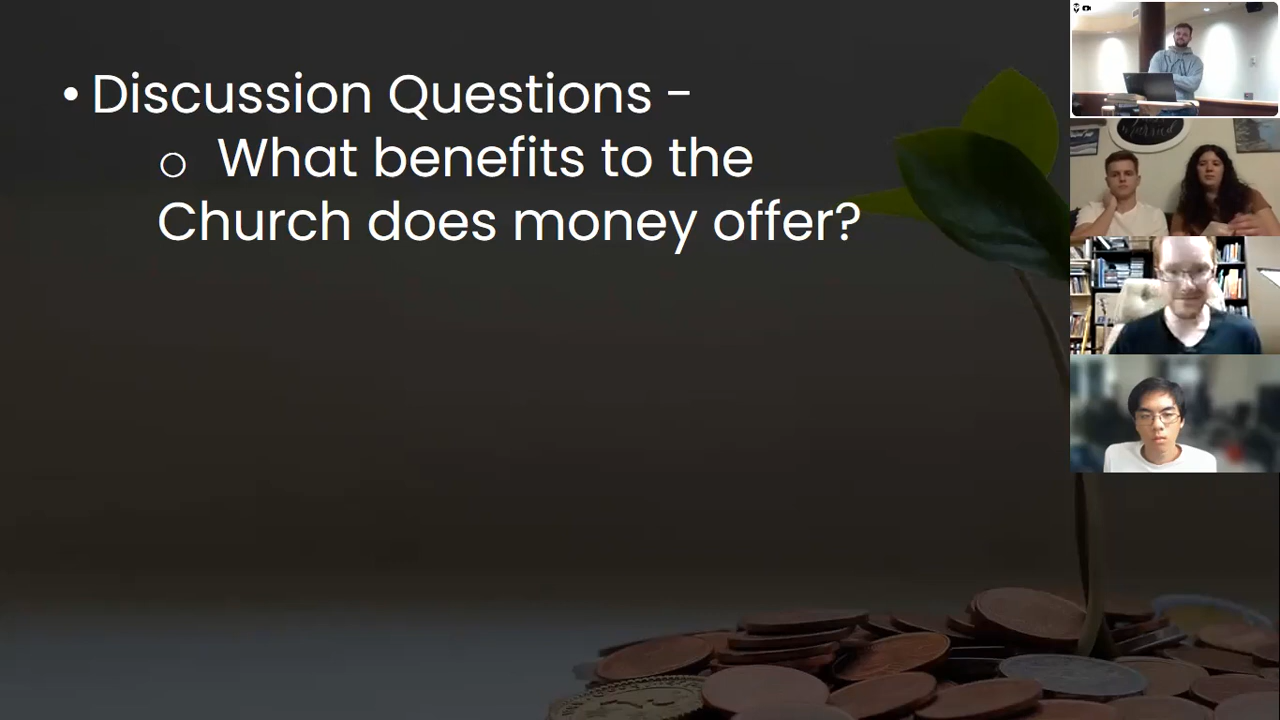 • Discussion Questions -
o What benefits to the
Church does money offer?